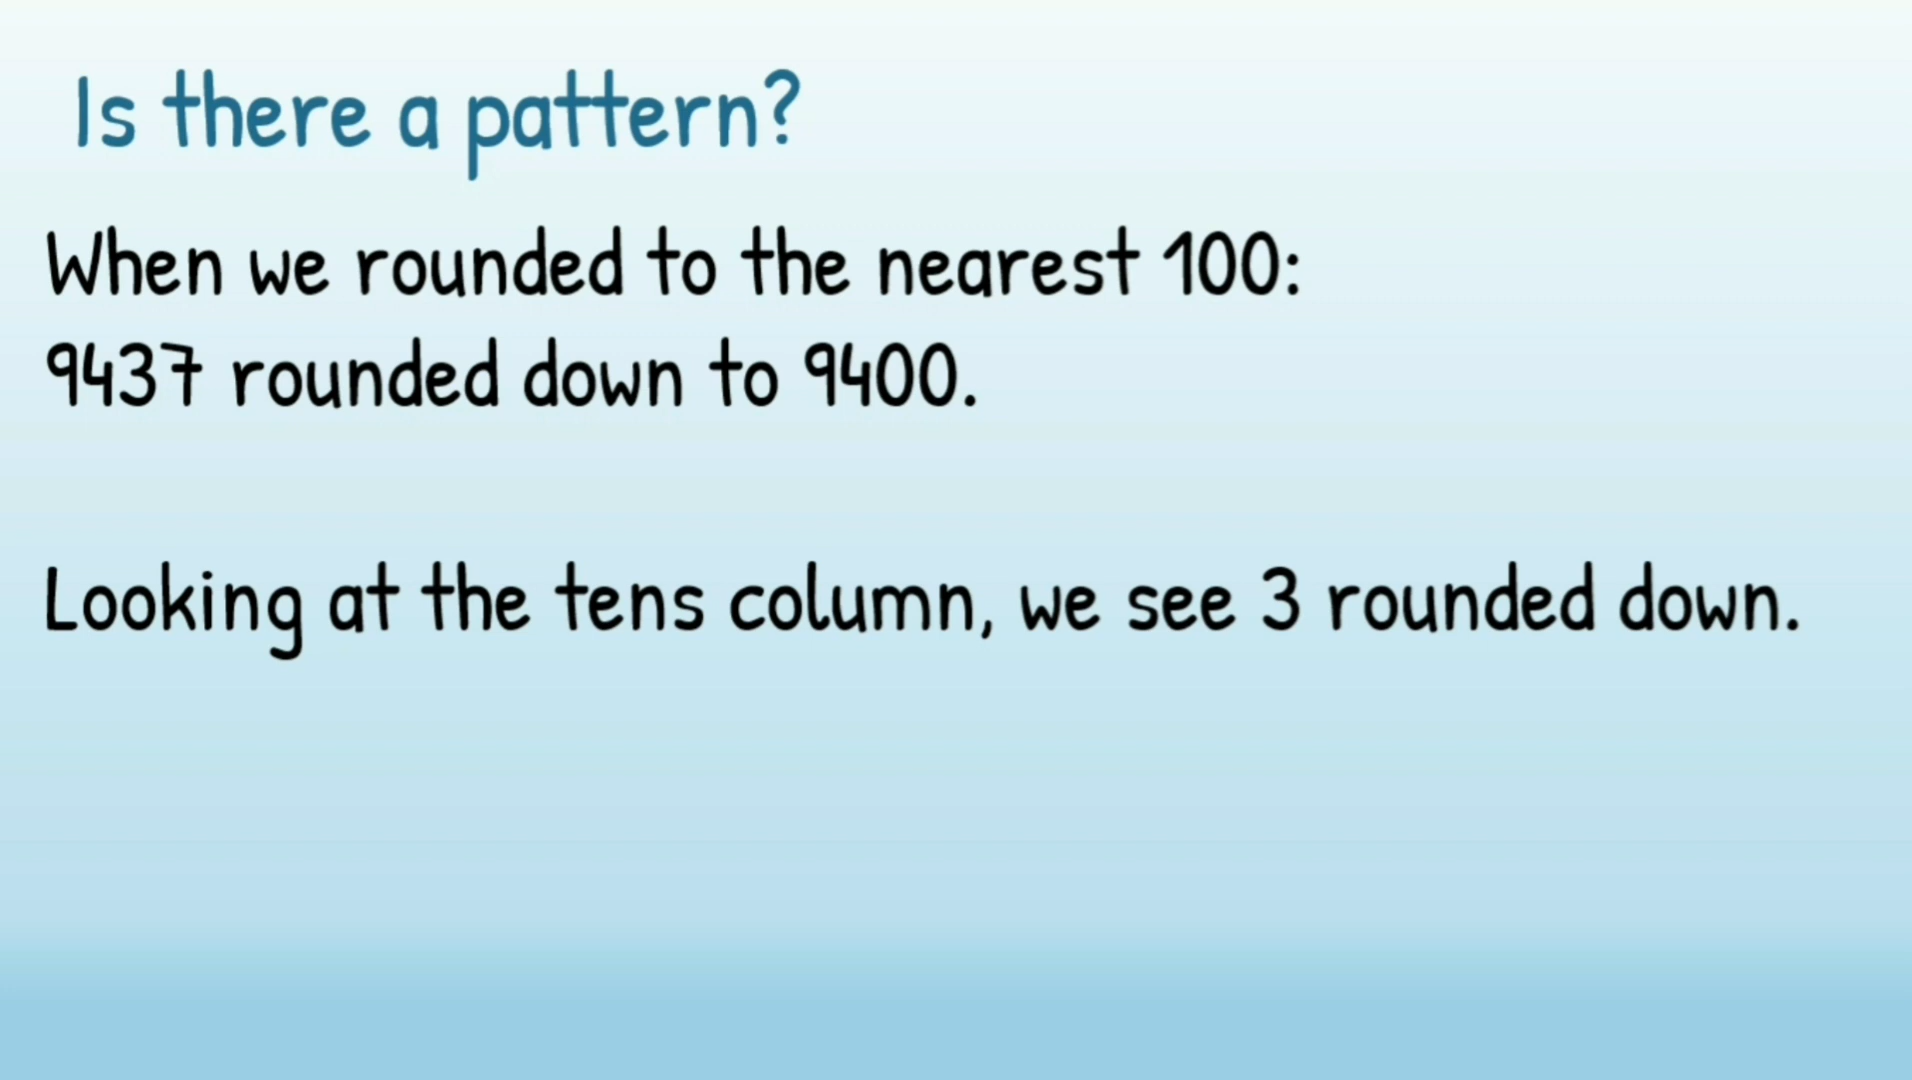 Is there a pattern?
When we rounded to the nearest 100:
9437 rounded down to 9400.
Looking at the tens column, we see 3 rounded down.